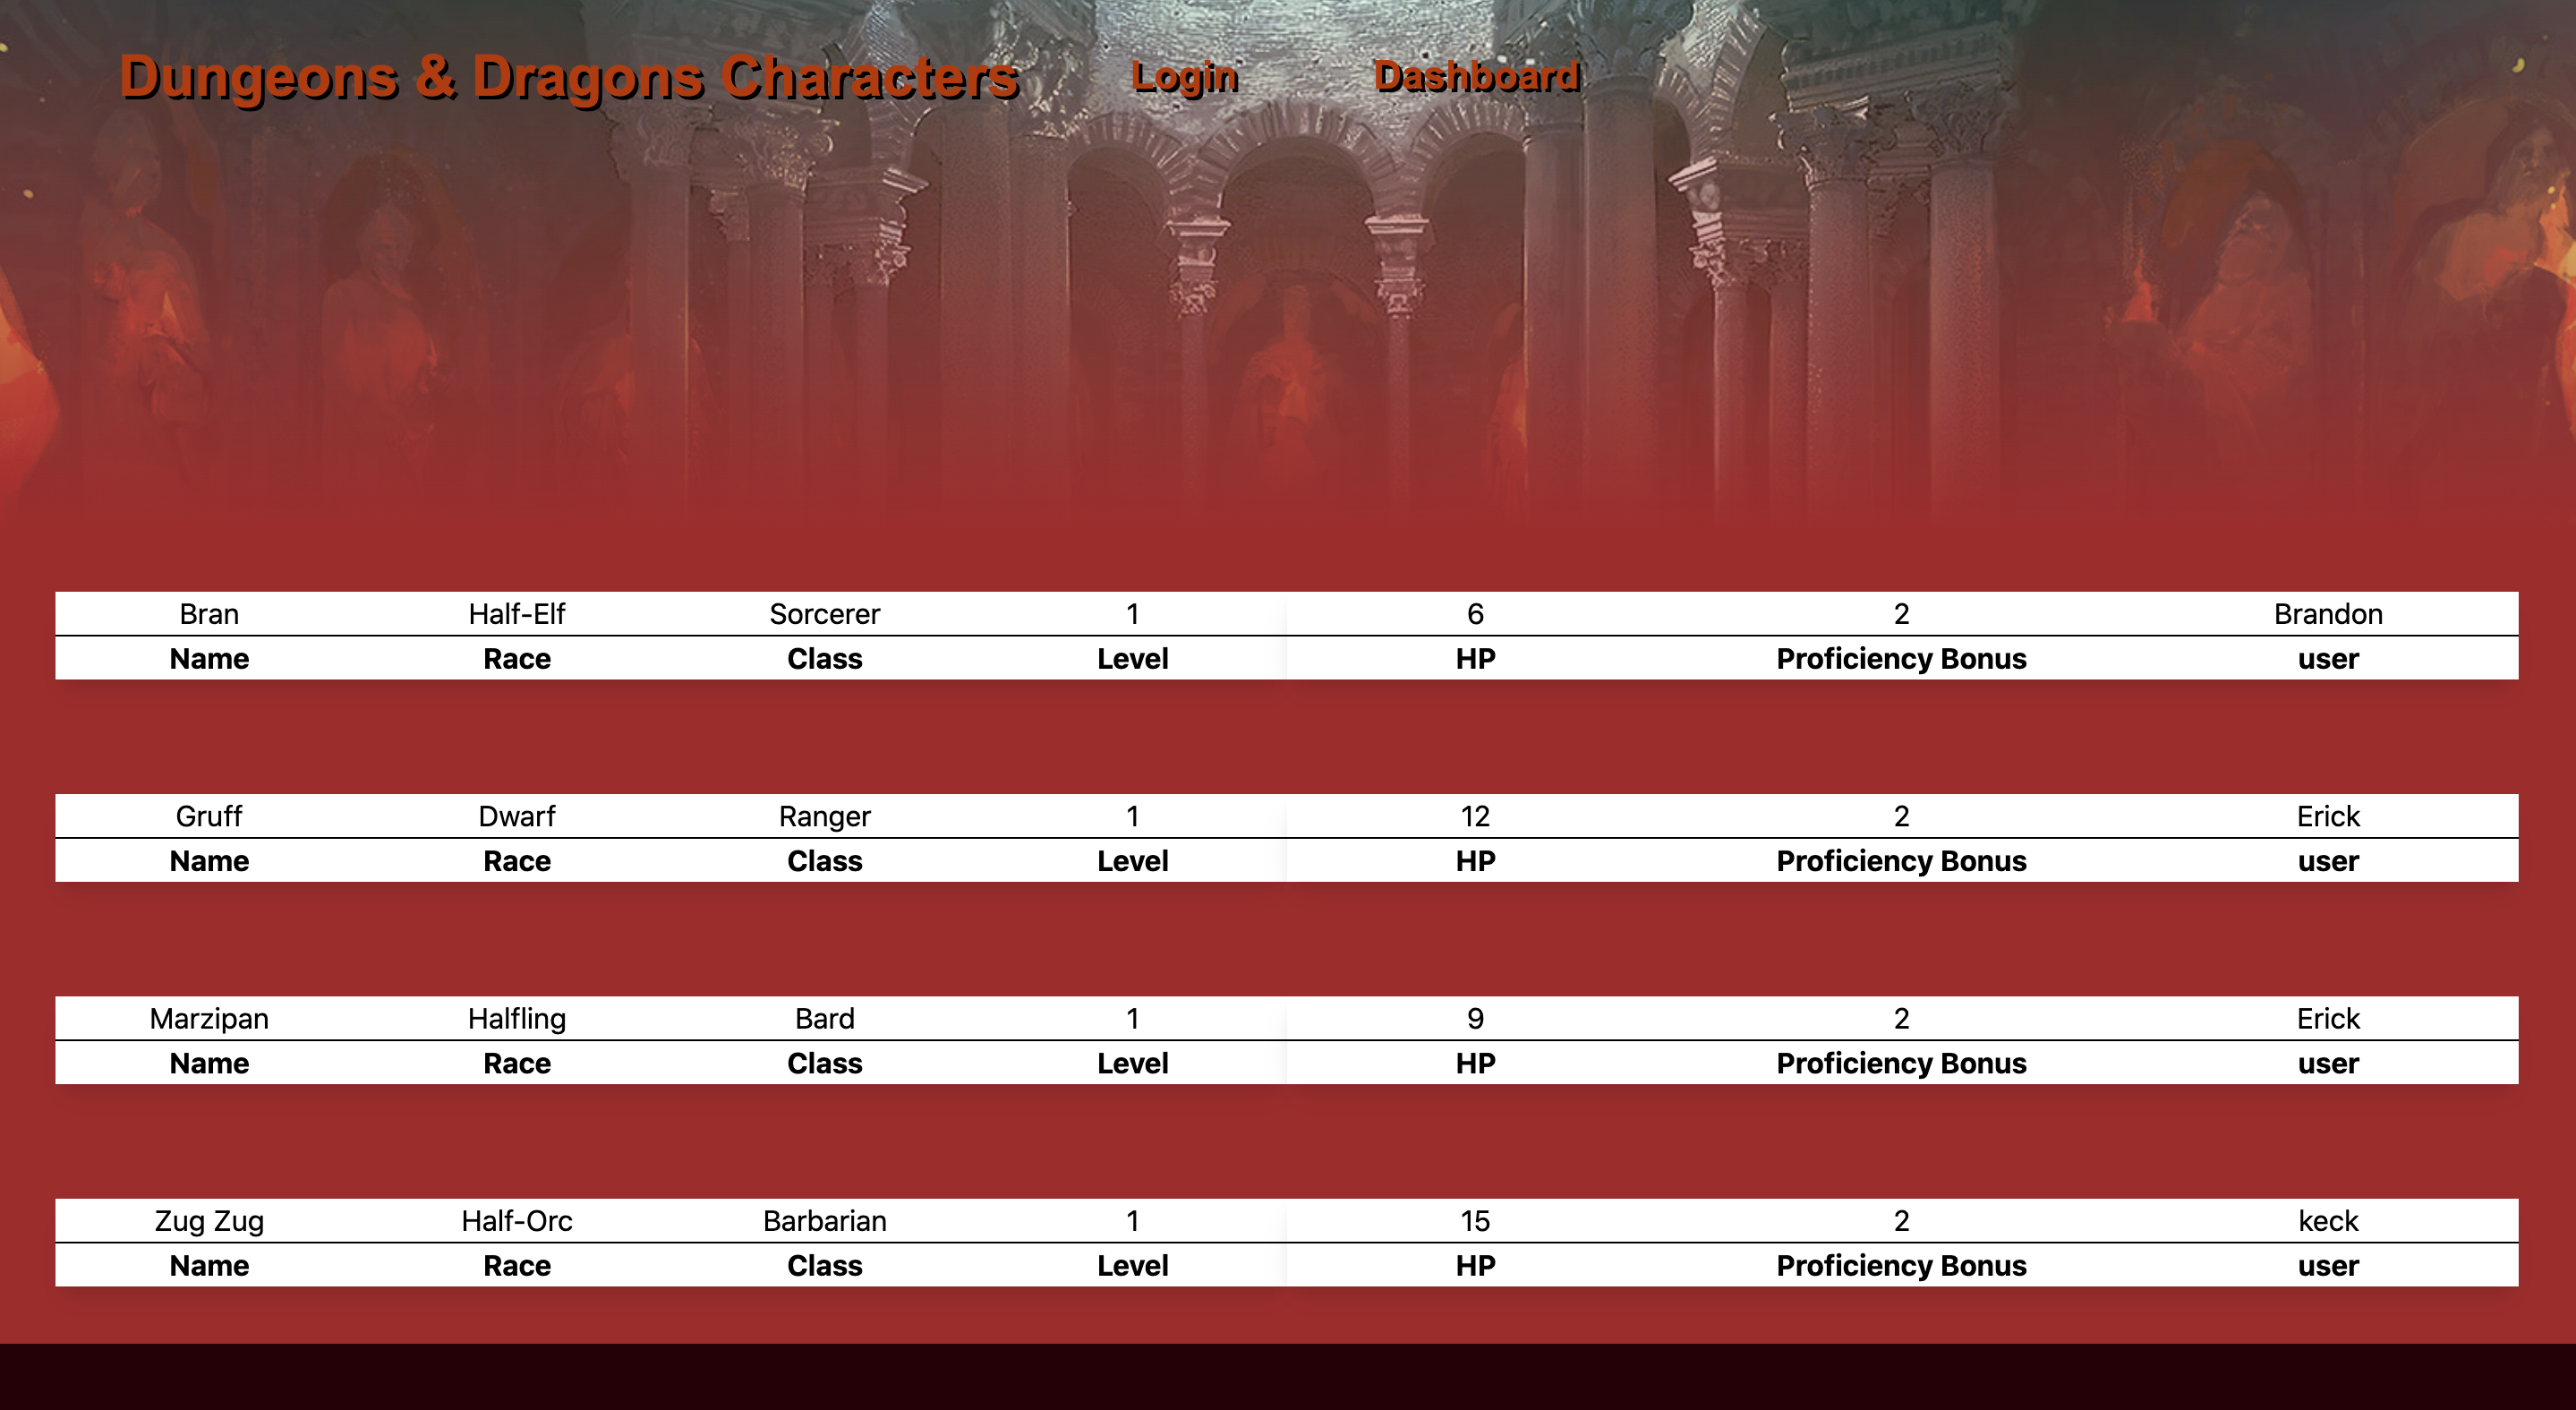 Dungeons & Dragons Characters Login Dashboard
Bran Half-Elf Sorcerer 1 6 2 Brandon
Name Race Class Level HP Proficiency Bonus user
Gruff Dwarf Ranger 1 12 2 Erick
Name Race Class Level HP Proficiency Bonus user
Marzipan Halfling Bard 1 9 2 Erick
Name Race Class Level HP Proficiency Bonus user
Zug Zug Half-Orc Barbarian 1 15 2 keck
Name Race Class Level HP Proficiency Bonus user